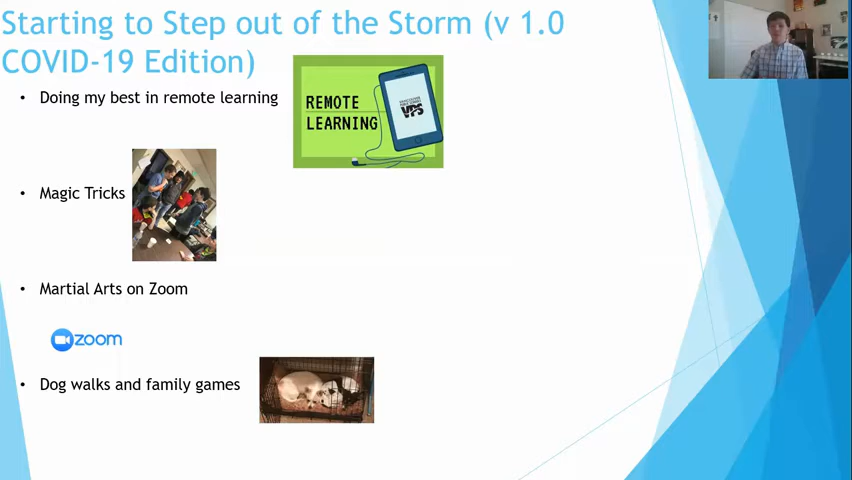 Starting to Step out of the Storm (v 1.0
COVID-19 Edition)
• Doing my best in remote learning
REMOTE
LEARNING
VPS
• Magic Tricks
• Martial Arts on Zoom
zoom
• Dog walks and family games